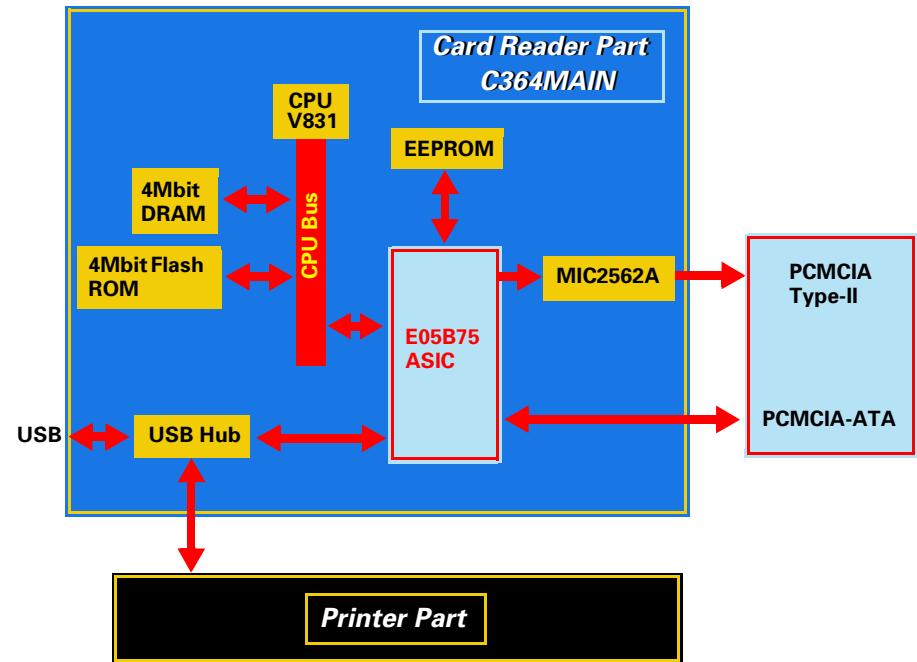 Card Reader Part
C364MAIN
CPU
V831
EEPROM
4Mbit
DRAM
CPU Bus
4Mbit Flash
ROM
MIC2562A
PCMCIA
Type-II
E05B75
ASIC
PCMCIA-ATA
USB
USB Hub
Printer Part